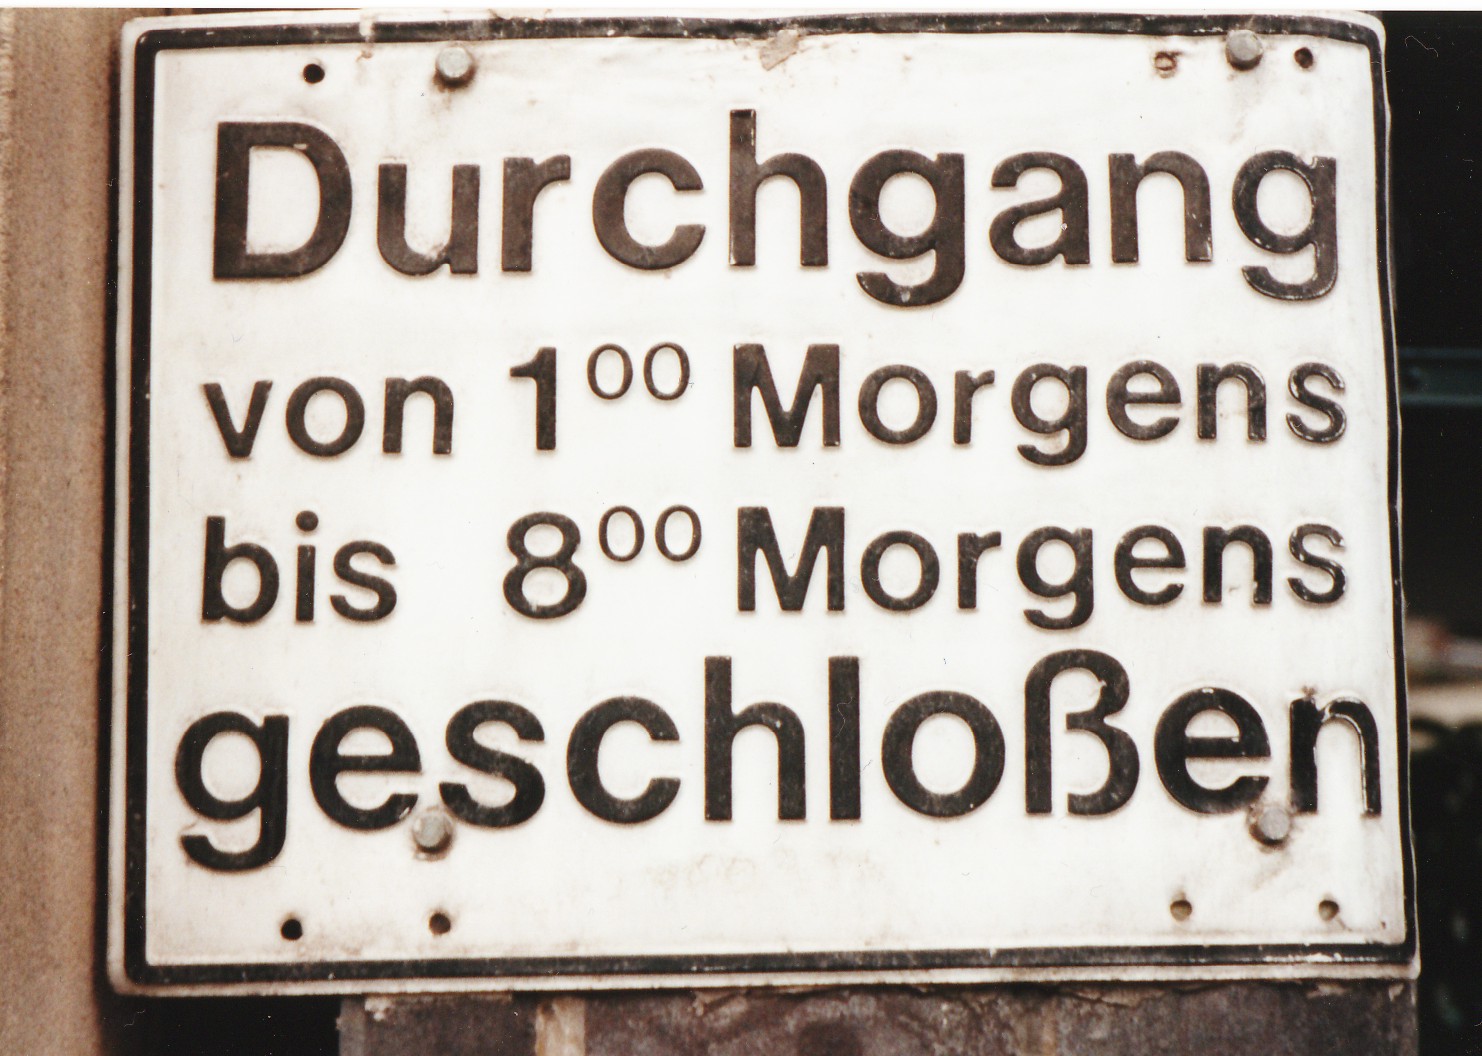 Durchgang
von 1⁰⁰ Morgens
bis 8⁰⁰ Morgens
geschloßen